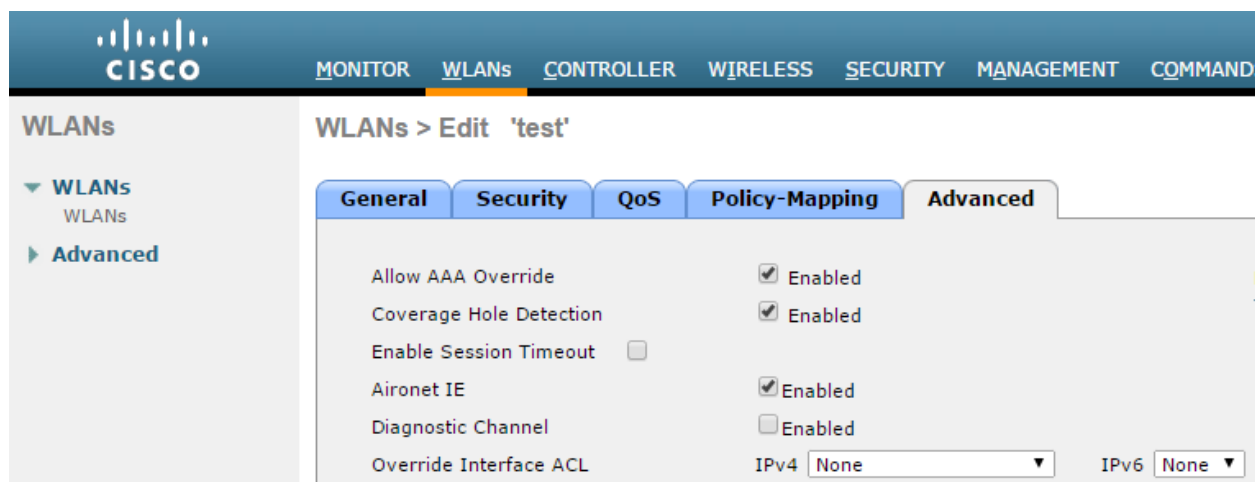 CISCO
MONITOR WLANs CONTROLLER WIRELESS SECURITY MANAGEMENT
WLANs
WLANs > Edit 'test'
WLANs
WLANs
Advanced
General Security QoS Policy-Mapping Advanced
Allow AAA Override Enabled
Coverage Hole Detection Enabled
Enable Session Timeout
Aironet IE Enabled
Diagnostic Channel Enabled
Override Interface ACL IPv4 None IPv6 None